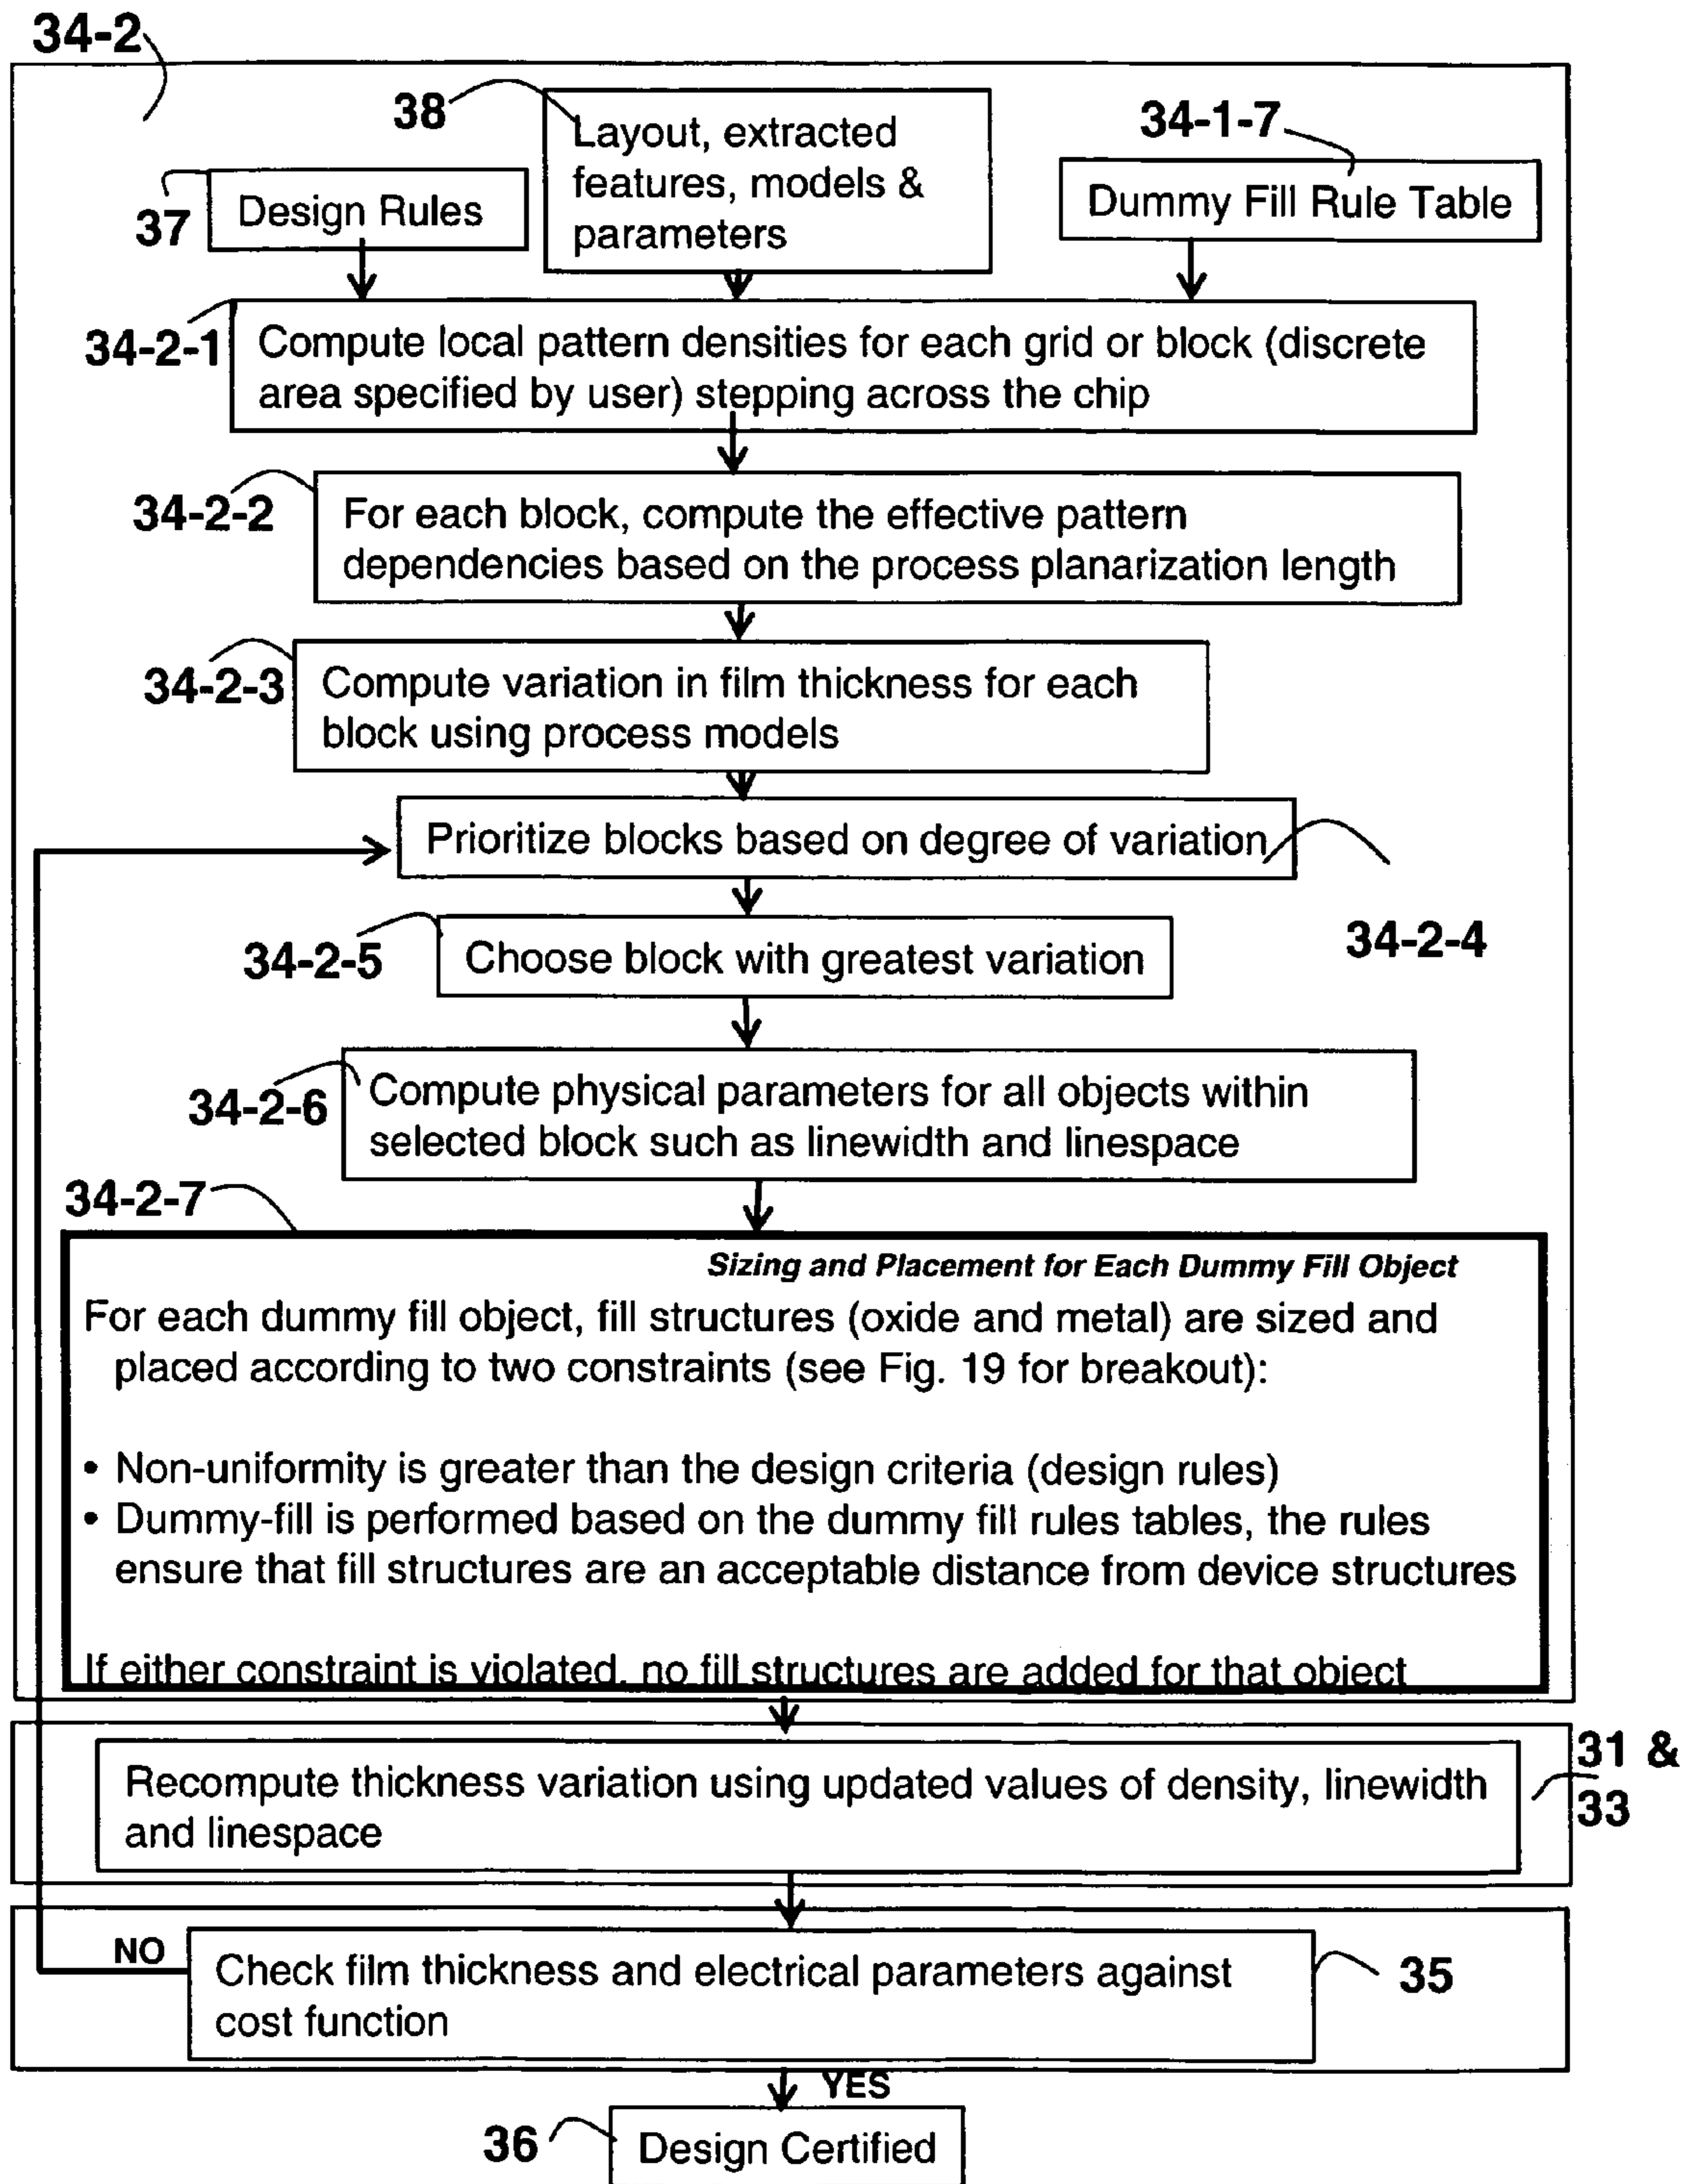 34-2
38
Layout, extracted
features, models &
parameters
34-1-7
Dummy Fill Rule Table
37
Design Rules
34-2-1
Compute local pattern densities for each grid or block (discrete
area specified by user) stepping across the chip
34-2-2
For each block, compute the effective pattern
dependencies based on the process planarization length
34-2-3
Compute variation in film thickness for each
block using process models
Prioritize blocks based on degree of variation
34-2-4
34-2-5
Choose block with greatest variation
34-2-6
Compute physical parameters for all objects within
selected block such as linewidth and linespace
34-2-7
Sizing and Placement for Each Dummy Fill Object
For each dummy fill object, fill structures (oxide and metal) are sized and
placed according to two constraints (see Fig. 19 for breakout):
• Non-uniformity is greater than the design criteria (design rules)
• Dummy-fill is performed based on the dummy fill rules tables, the rules
ensure that fill structures are an acceptable distance from device structures
If either constraint is violated, no fill structures are added for that object
31 &
33
Recompute thickness variation using updated values of density, linewidth
and linespace
NO
Check film thickness and electrical parameters against
cost function
35
YES
36
Design Certified